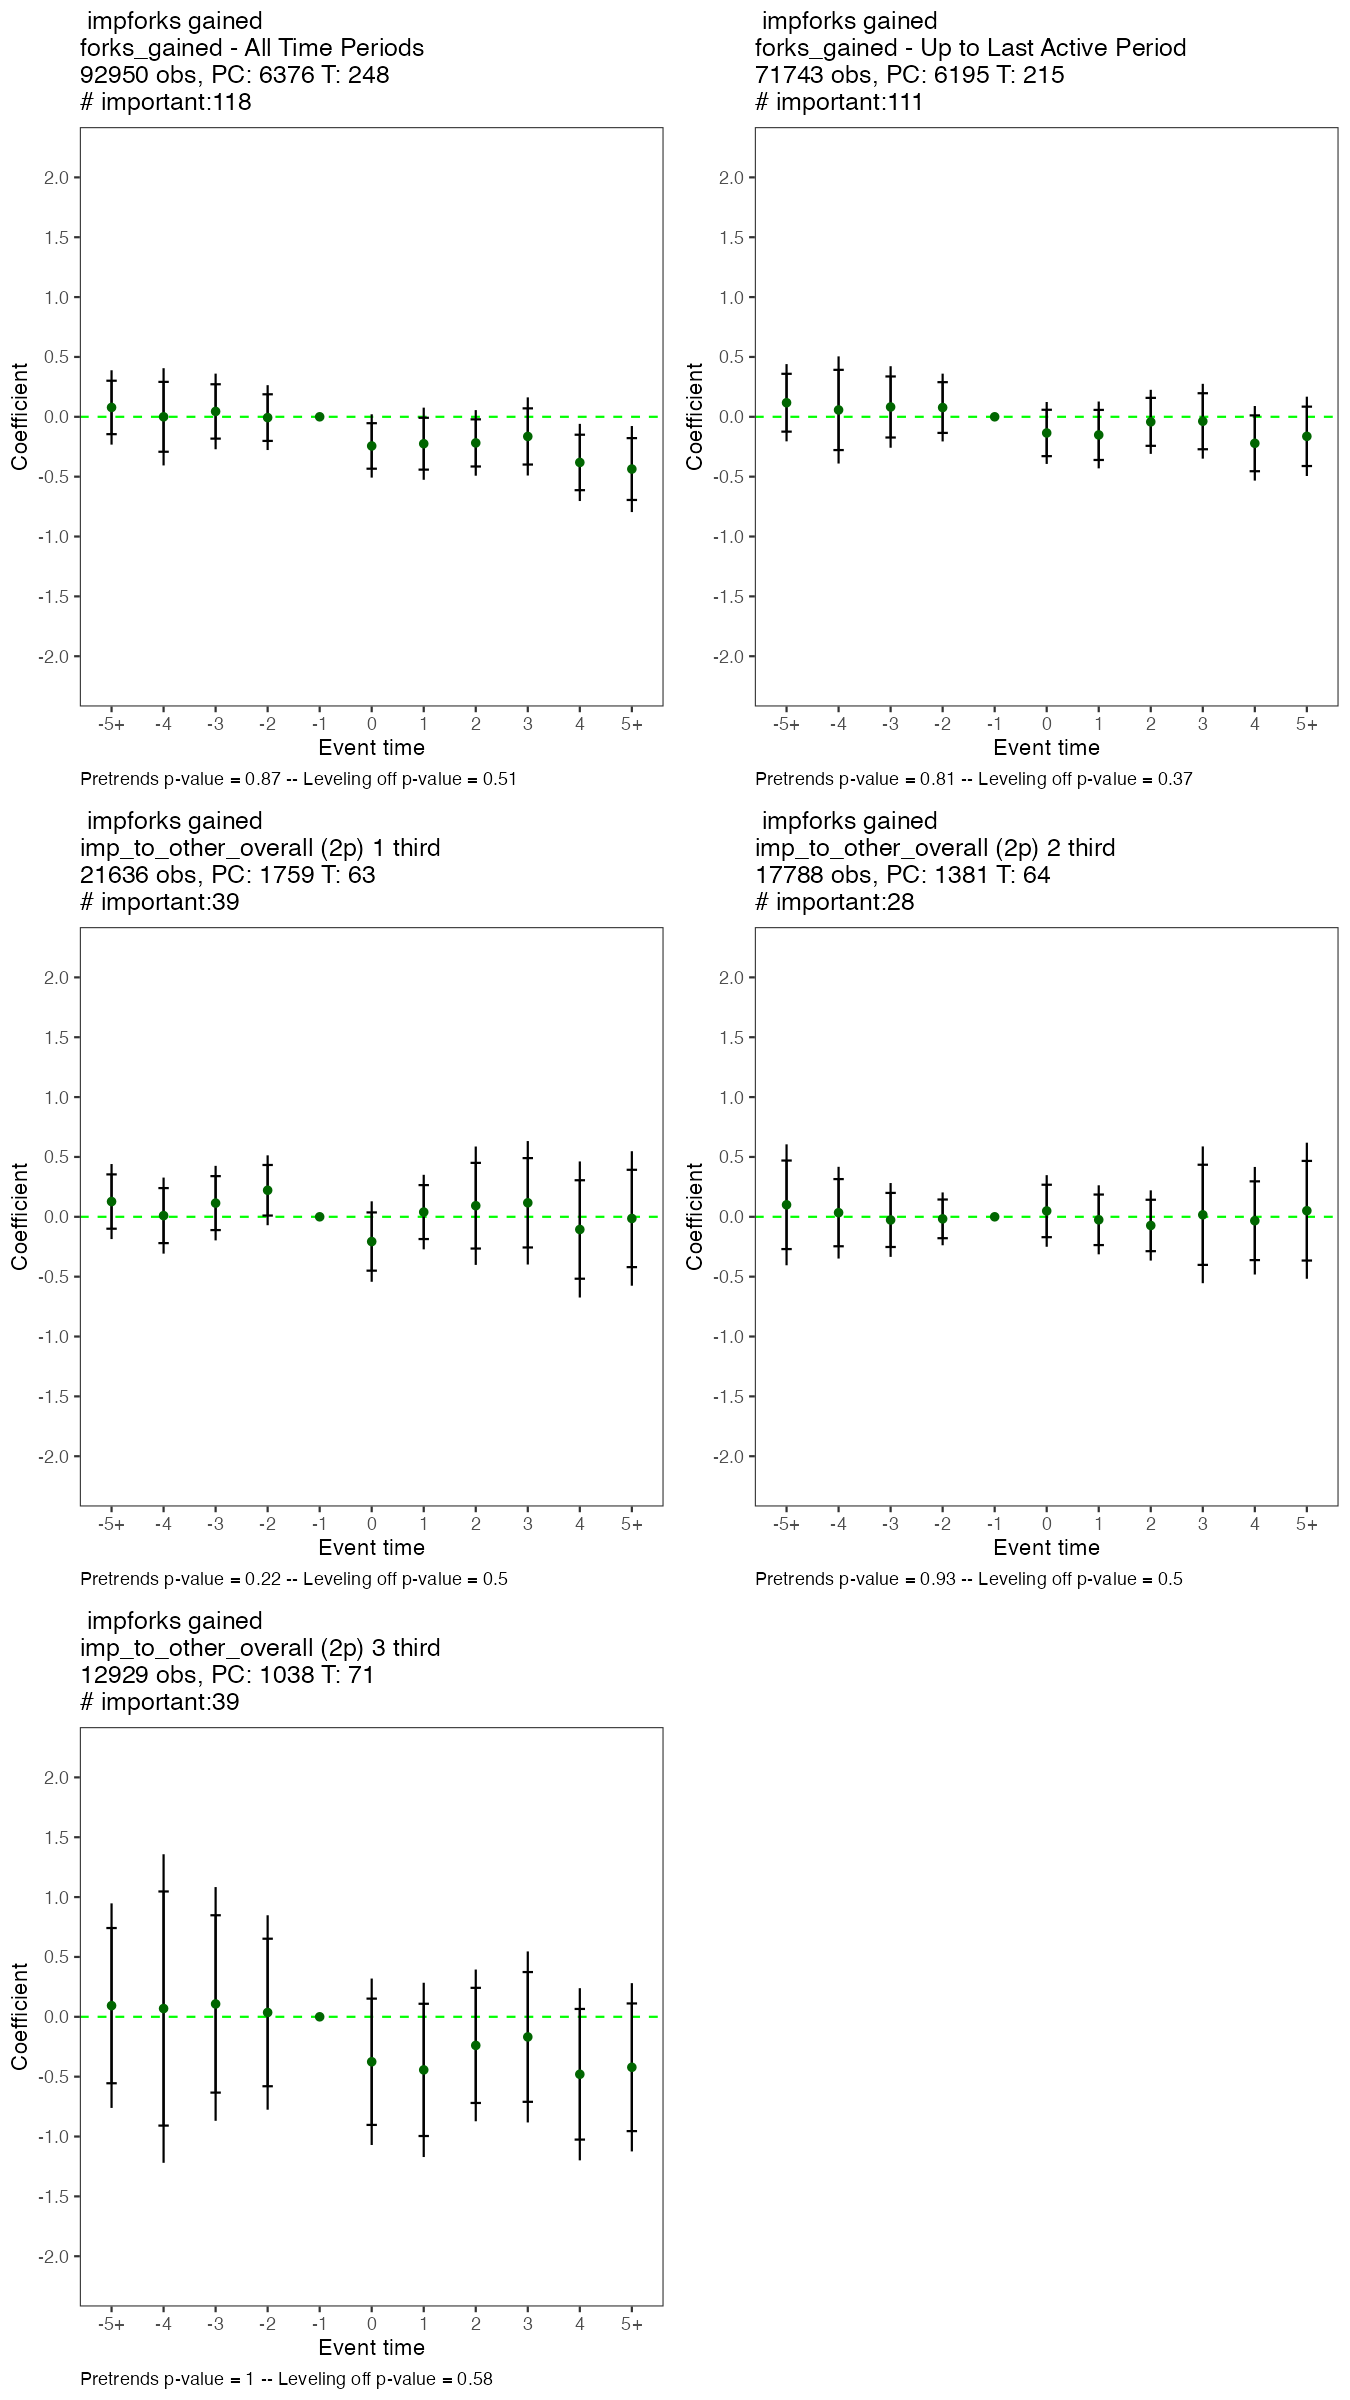 impforks gained
forks_gained - All Time Periods
92950 obs, PC: 6376 T: 248
# important:118
Coefficient
2.0
1.5
1.0
0.5
0.0
-0.5
-1.0
-1.5
-2.0
-5+ -4 -3 -2 -1 0 1 2 3 4 5+
Event time
Pretrends p-value = 0.87 -- Leveling off p-value = 0.51
impforks gained
forks_gained - Up to Last Active Period
71743 obs, PC: 6195 T: 215
# important:111
Coefficient
2.0
1.5
1.0
0.5
0.0
-0.5
-1.0
-1.5
-2.0
-5+ -4 -3 -2 -1 0 1 2 3 4 5+
Event time
Pretrends p-value = 0.81 -- Leveling off p-value = 0.37
impforks gained
imp_to_other_overall (2p) 1 third
21636 obs, PC: 1759 T: 63
# important:39
Coefficient
2.0
1.5
1.0
0.5
0.0
-0.5
-1.0
-1.5
-2.0
-5+ -4 -3 -2 -1 0 1 2 3 4 5+
Event time
Pretrends p-value = 0.22 -- Leveling off p-value = 0.5
impforks gained
imp_to_other_overall (2p) 2 third
17788 obs, PC: 1381 T: 64
# important:28
Coefficient
2.0
1.5
1.0
0.5
0.0
-0.5
-1.0
-1.5
-2.0
-5+ -4 -3 -2 -1 0 1 2 3 4 5+
Event time
Pretrends p-value = 0.93 -- Leveling off p-value = 0.5
impforks gained
imp_to_other_overall (2p) 3 third
12929 obs, PC: 1038 T: 71
# important:39
Coefficient
2.0
1.5
1.0
0.5
0.0
-0.5
-1.0
-1.5
-2.0
-5+ -4 -3 -2 -1 0 1 2 3 4 5+
Event time
Pretrends p-value = 1 -- Leveling off p-value = 0.58